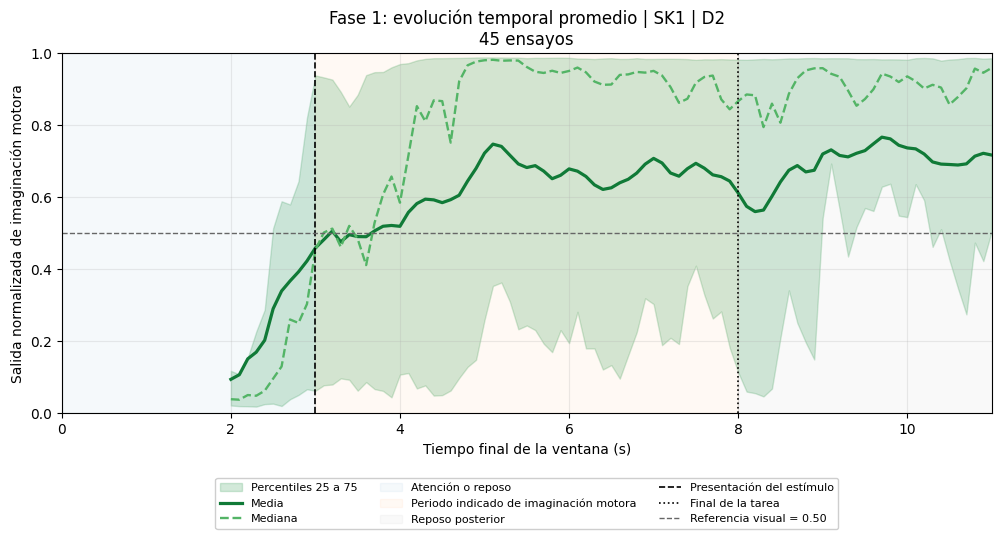 Fase 1: evolución temporal promedio | SK1 | D2
45 ensayos
Salida normalizada de imaginación motora
1.0
0.8
0.6
0.4
0.2
0.0
0
2
4
6
8
10
Tiempo final de la ventana (s)
Percentiles 25 a 75
Media
Mediana
Atención o reposo
Periodo indicado de imaginación motora
Reposo posterior
Presentación del estímulo
Final de la tarea
Referencia visual = 0.50